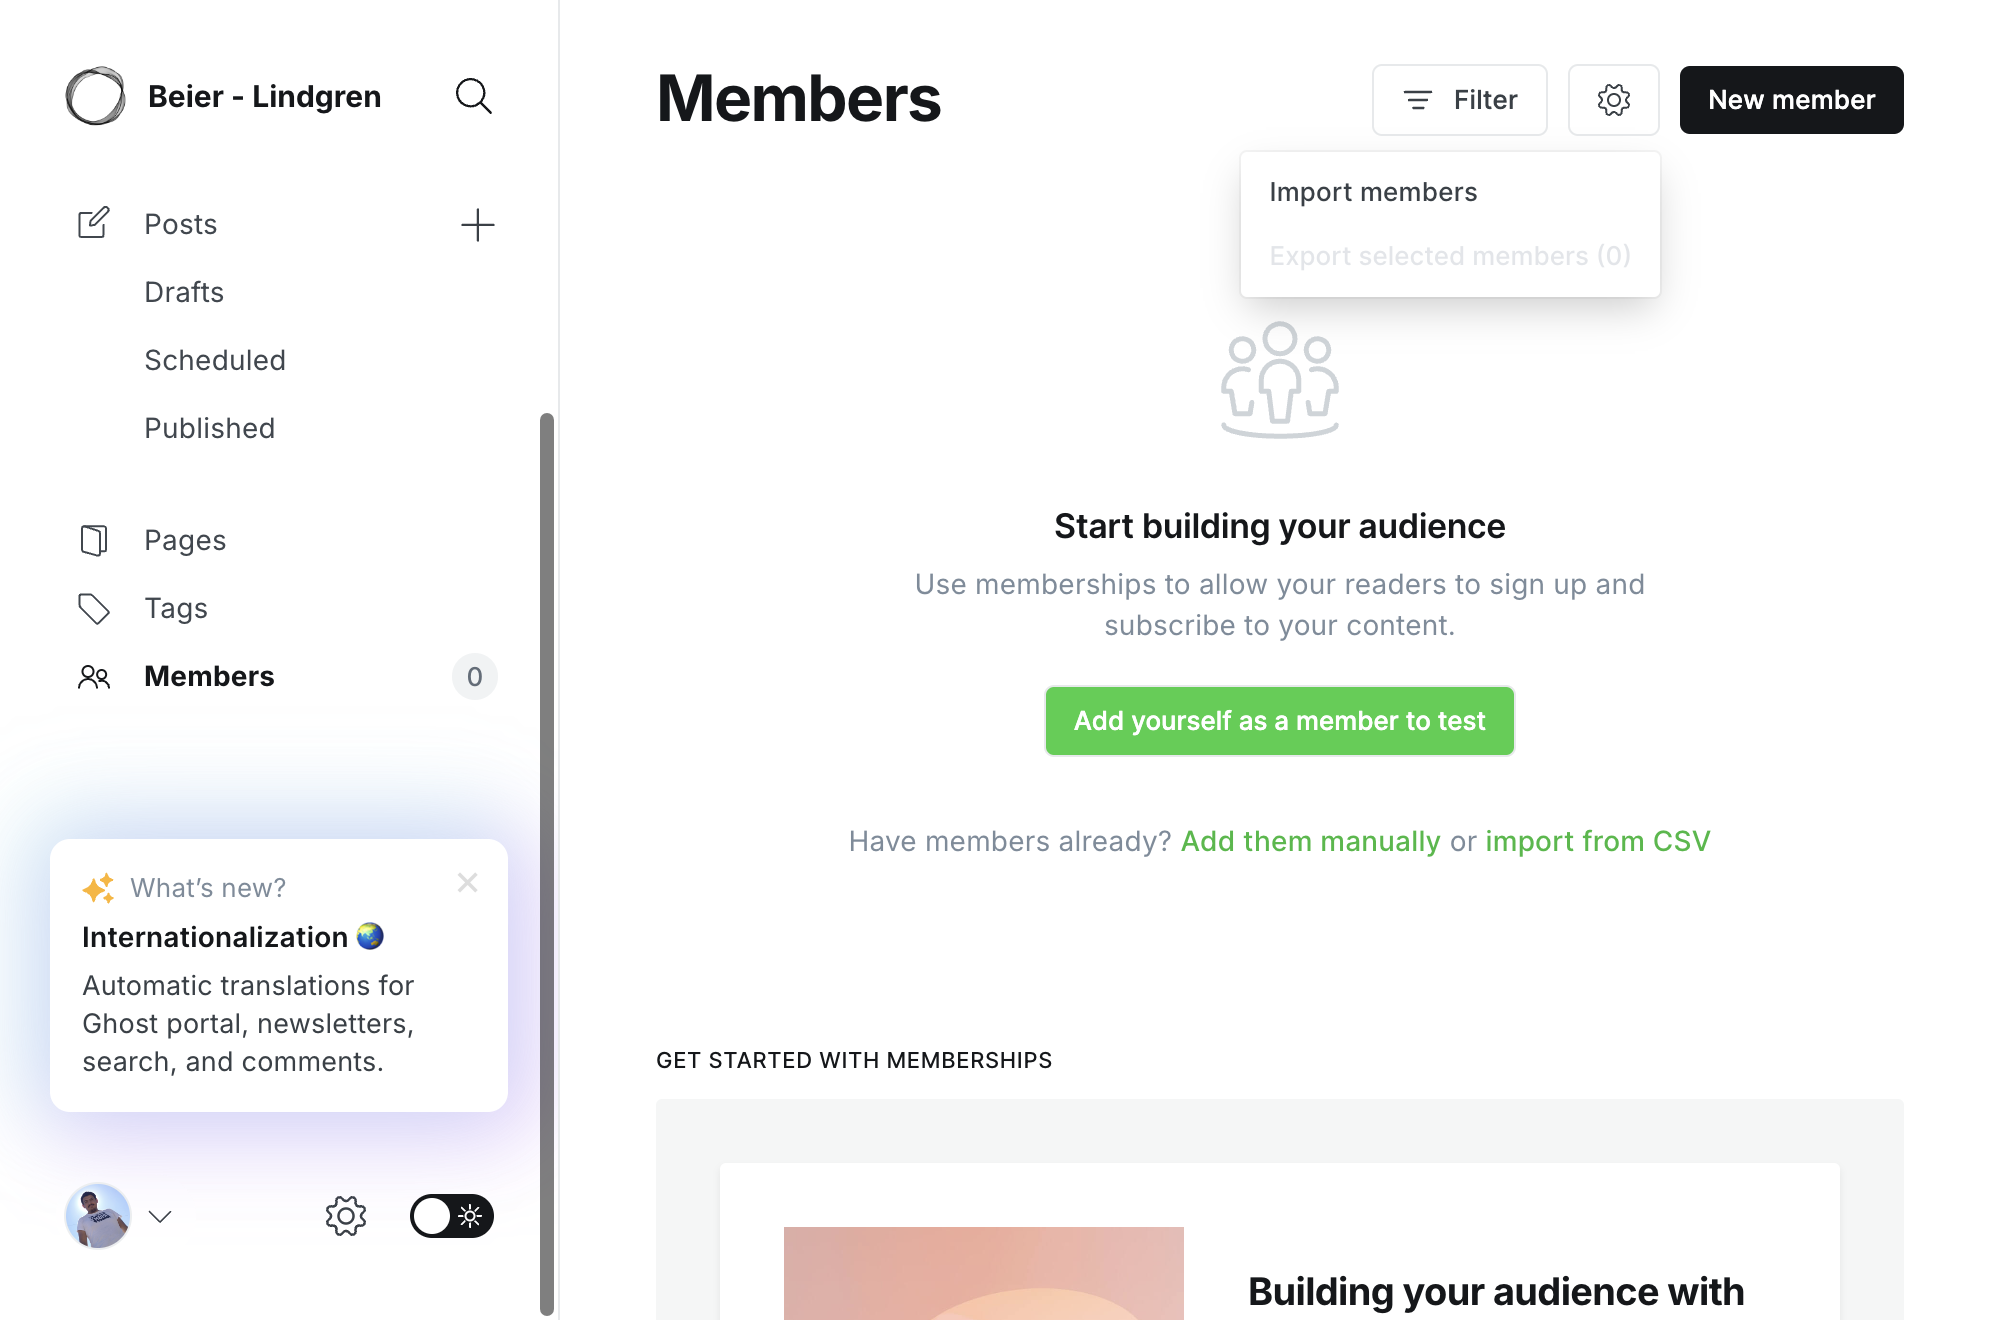 Beier - Lindgren
Posts
Drafts
Scheduled
Published
Pages
Tags
Members
0
What’s new?
Internationalization 🌏
Automatic translations for
Ghost portal, newsletters,
search, and comments.
Members
Filter
New member
Import members
Export selected members (0)
Start building your audience
Use memberships to allow your readers to sign up and
subscribe to your content.
Add yourself as a member to test
Have members already? Add them manually or import from CSV
GET STARTED WITH MEMBERSHIPS
Building your audience with